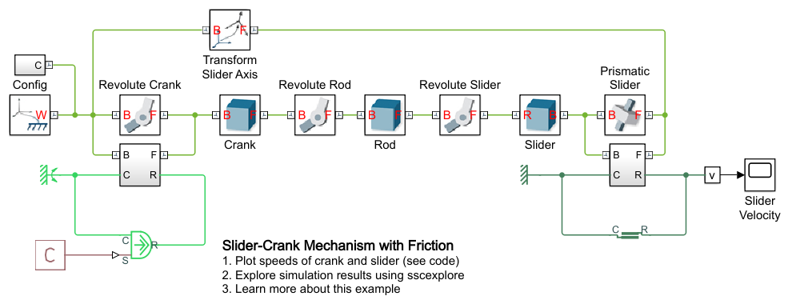 B F
Transform
Slider Axis
C
Config
Revolute Crank
Revolute Rod
Revolute Slider
Prismatic
Slider
W
B F
B F
Crank
B F
B F
Rod
B F
R B
Slider
B F
B F
C R
B F
C R
v
Slider
Velocity
C
S
R
C
C R
Slider-Crank Mechanism with Friction
1. Plot speeds of crank and slider (see code)
2. Explore simulation results using sscexplore
3. Learn more about this example